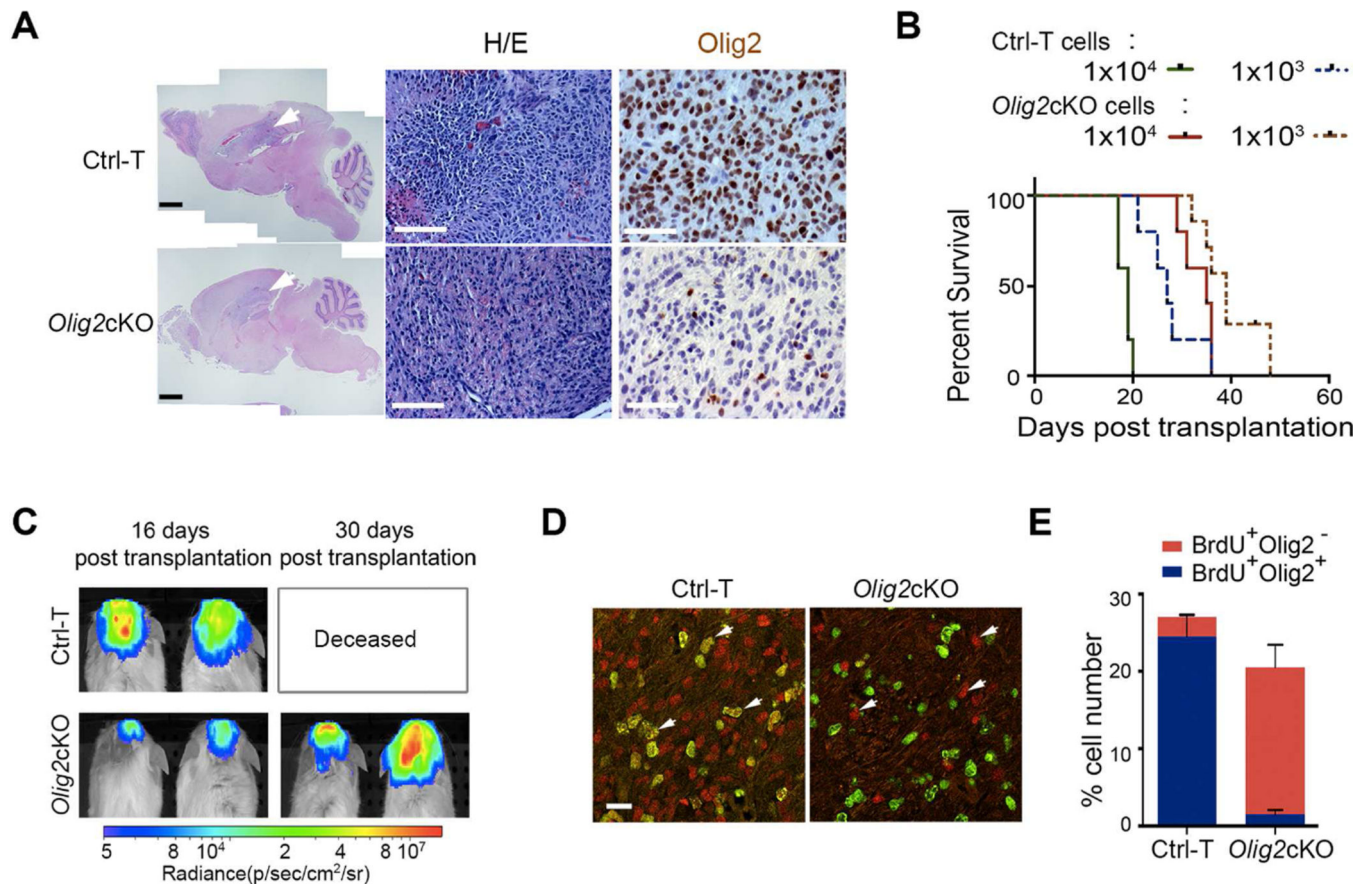 A
H/E
Olig2
Ctrl-T
Olig2cKO
B
Ctrl-T cells :
1x10⁴ 1x10³
Olig2cKO cells :
1x10⁴ 1x10³
Percent Survival
100
50
0
0 20 40 60
Days post transplantation
C
16 days
post transplantation
30 days
post transplantation
Ctrl-T
Deceased
Olig2cKO
5 8 10⁴ 2 4 8 10⁷
Radiance(p/sec/cm²/sr)
D
Ctrl-T
Olig2cKO
E
BrdU⁺Olig2⁻
BrdU⁺Olig2⁺
% cell number
30
20
10
0
Ctrl-T
Olig2cKO